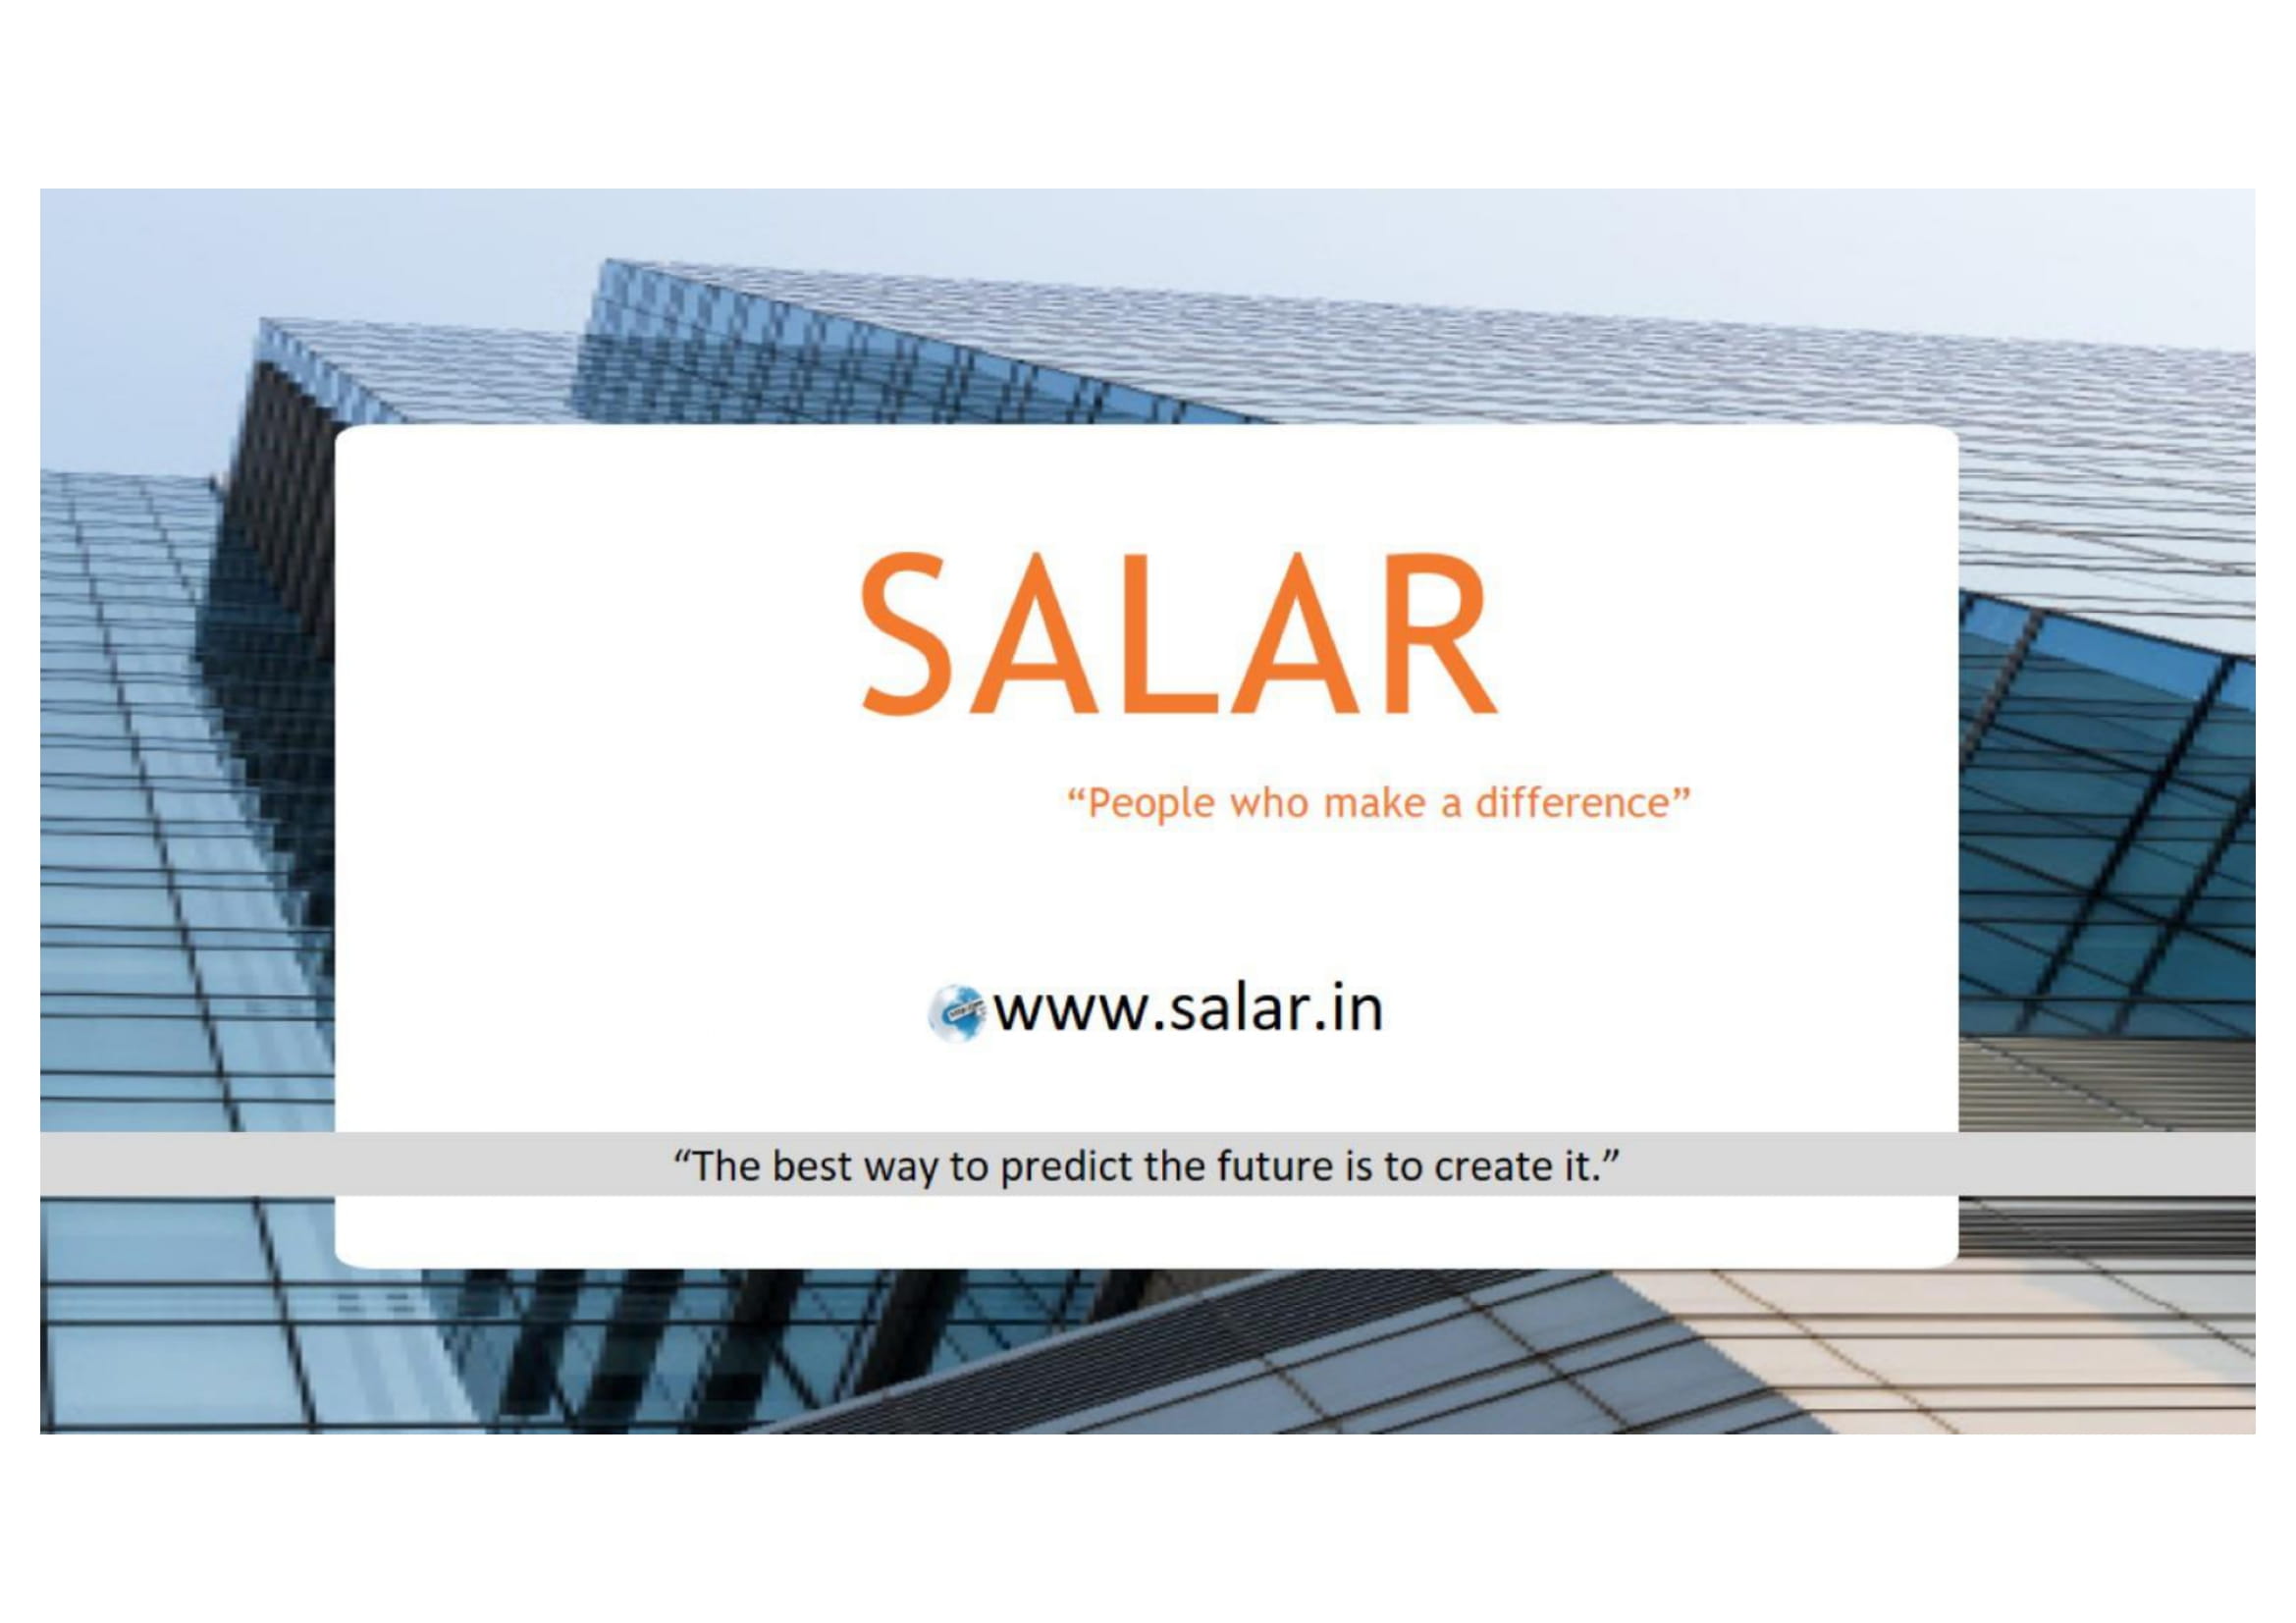 SALAR
“People who make a difference”
www.salar.in
“The best way to predict the future is to create it.”